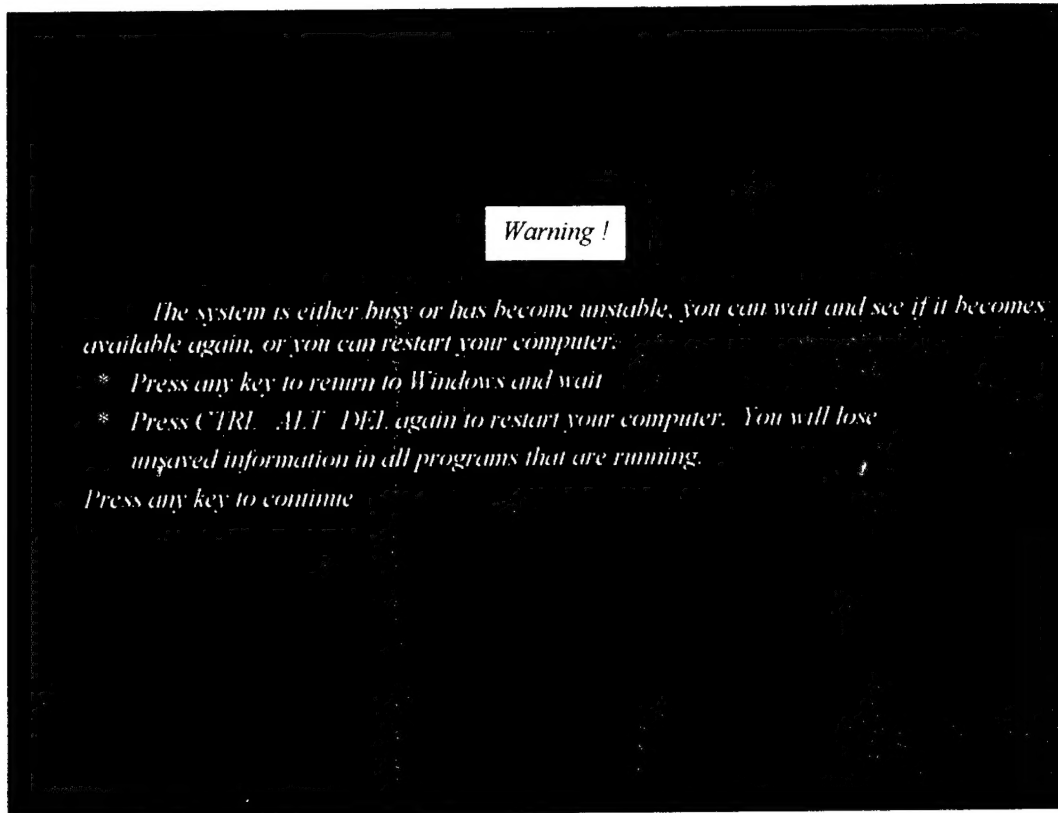 Warning !
The system is either busy or has become unstable, you can wait and see if it becomes
available again, or you can restart your computer.
* Press any key to return to Windows and wait
* Press CTRL ALT DEL again to restart your computer. You will lose
unsaved information in all programs that are running.
Press any key to continue